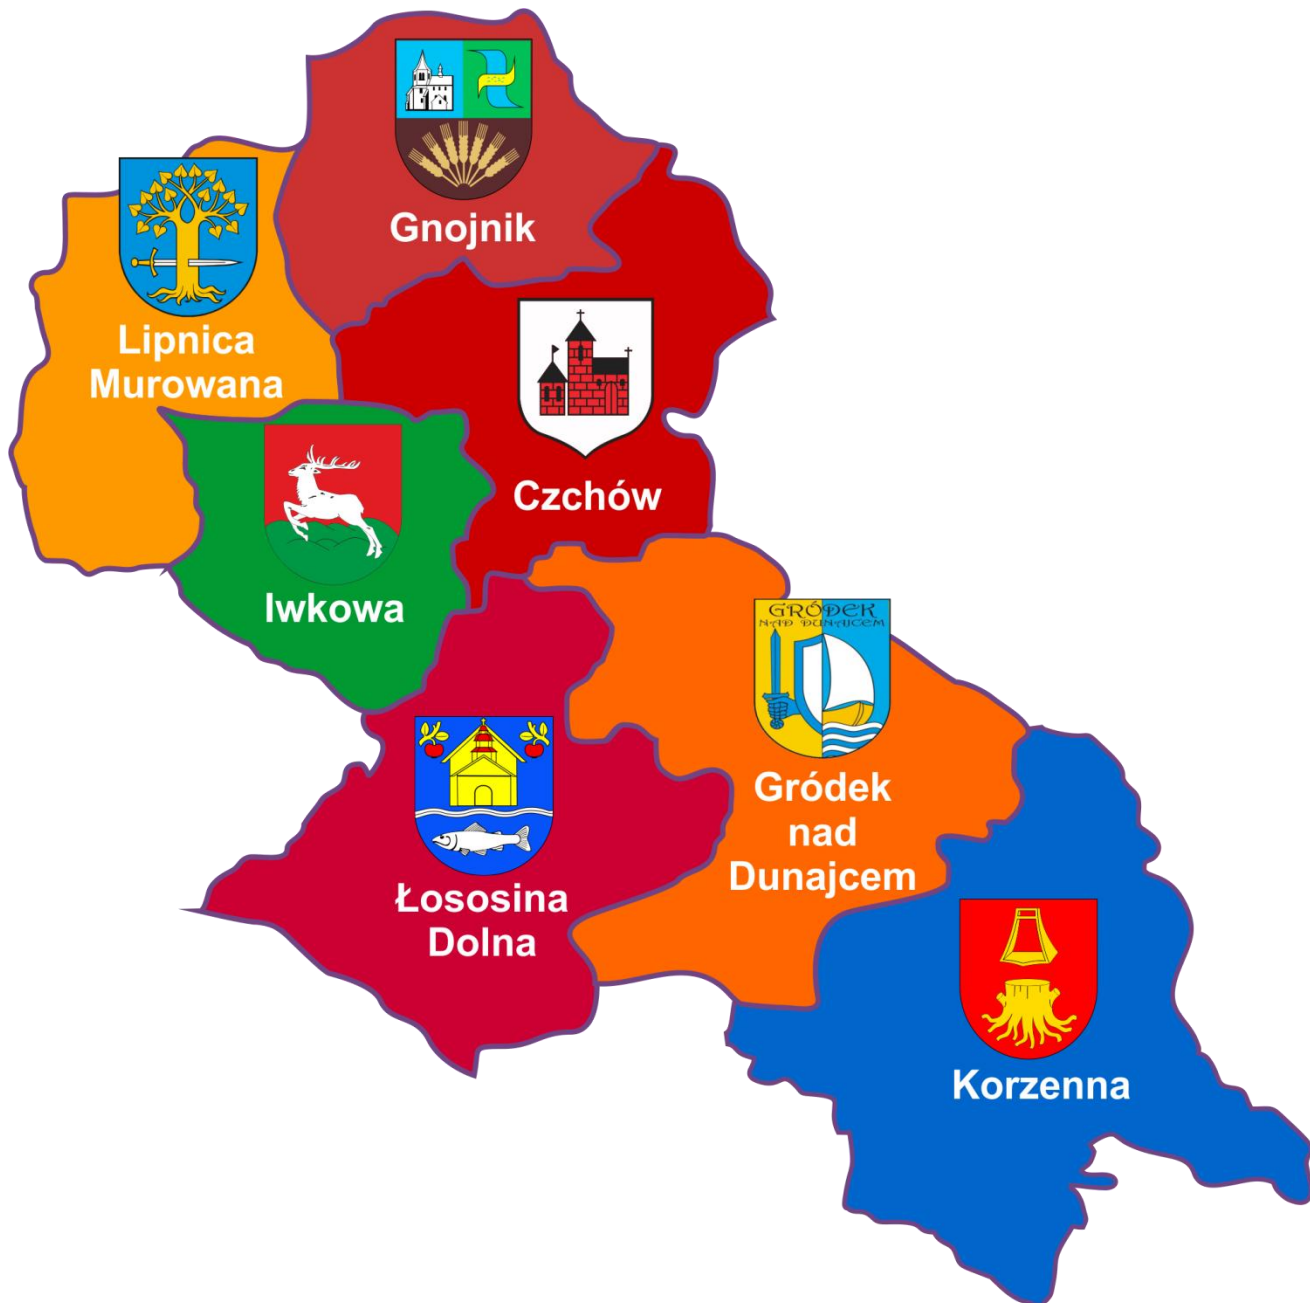 Gnojnik
Lipnica
Murowana
Czchów
Iwkowa
GRÓDEK
NAD DUNAJCEM
Gródek
nad
Dunajcem
Łososina
Dolna
Korzenna